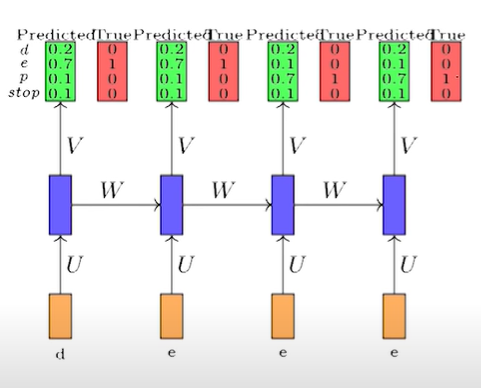 Predicted True Predicted True Predicted True Predicted True
d 0.2 0 0.2 0 0.2 0 0.2 0
e 0.7 1 0.7 1 0.1 0 0.1 0
p 0.1 0 0.1 0 0.7 1 0.7 1
stop 0.1 0 0.1 0 0.1 0 0.1 0
V V V V
W W W
U U U U
d e e e